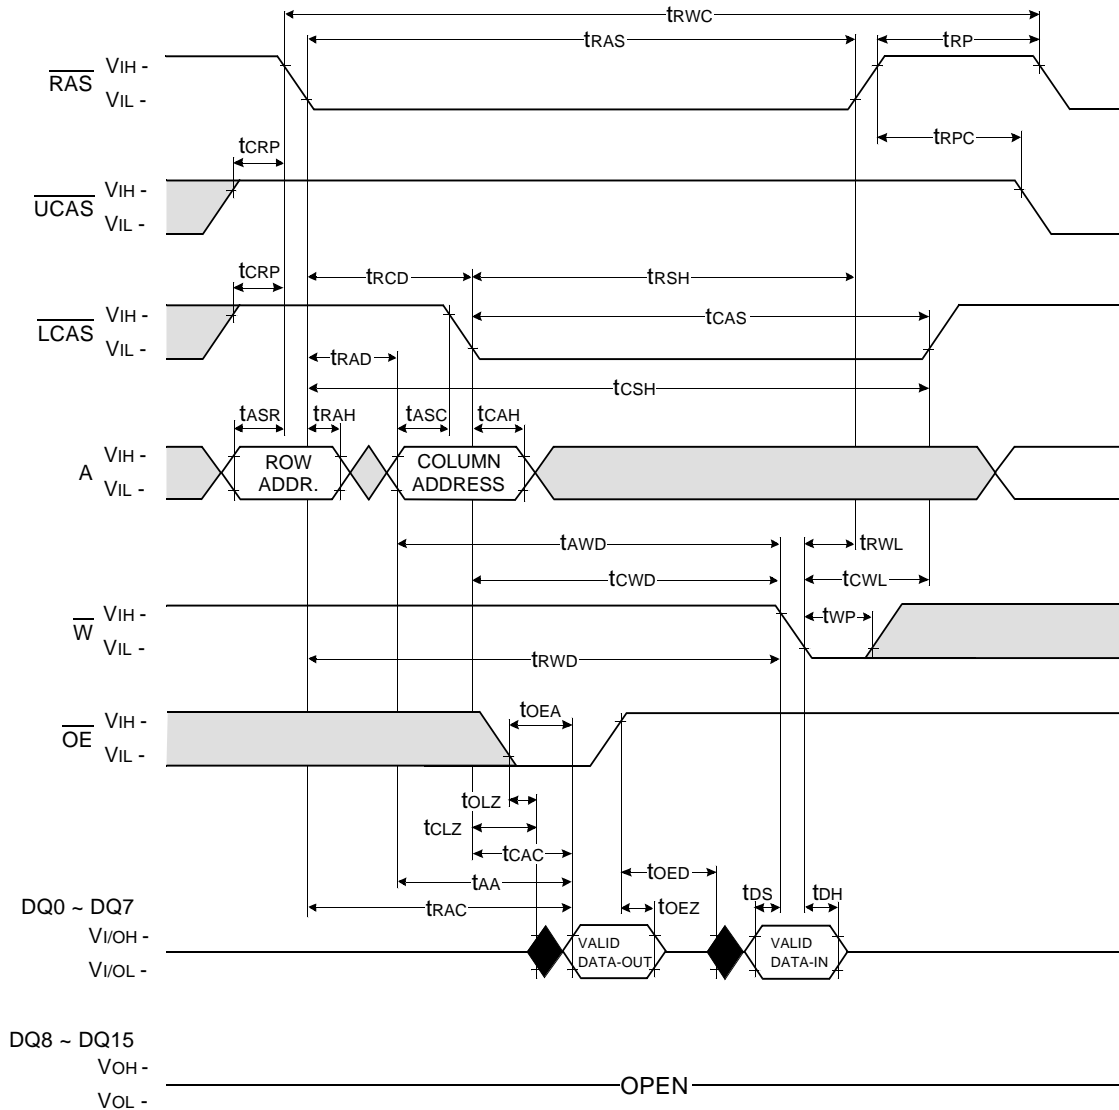 tRWC
tRAS
tRP
RAS
VIH -
VIL -
tCRP
tRPC
UCAS
VIH -
VIL -
tCRP
tRCD
tRSH
LCAS
VIH -
VIL -
tCAS
tRAD
tCSH
tASR
tRAH
tASC
tCAH
A
VIH -
VIL -
ROW
ADDR.
COLUMN
ADDRESS
tAWD
tRWL
tCWD
tCWL
W
VIH -
VIL -
tWP
tRWD
OE
VIH -
VIL -
tOEA
tOLZ
tCLZ
tCAC
tOED
tAA
tDS
tDH
tRAC
tOEZ
DQ0 ~ DQ7
VI/OH -
VI/OL -
VALID
DATA-OUT
VALID
DATA-IN
DQ8 ~ DQ15
VOH -
VOL -
OPEN